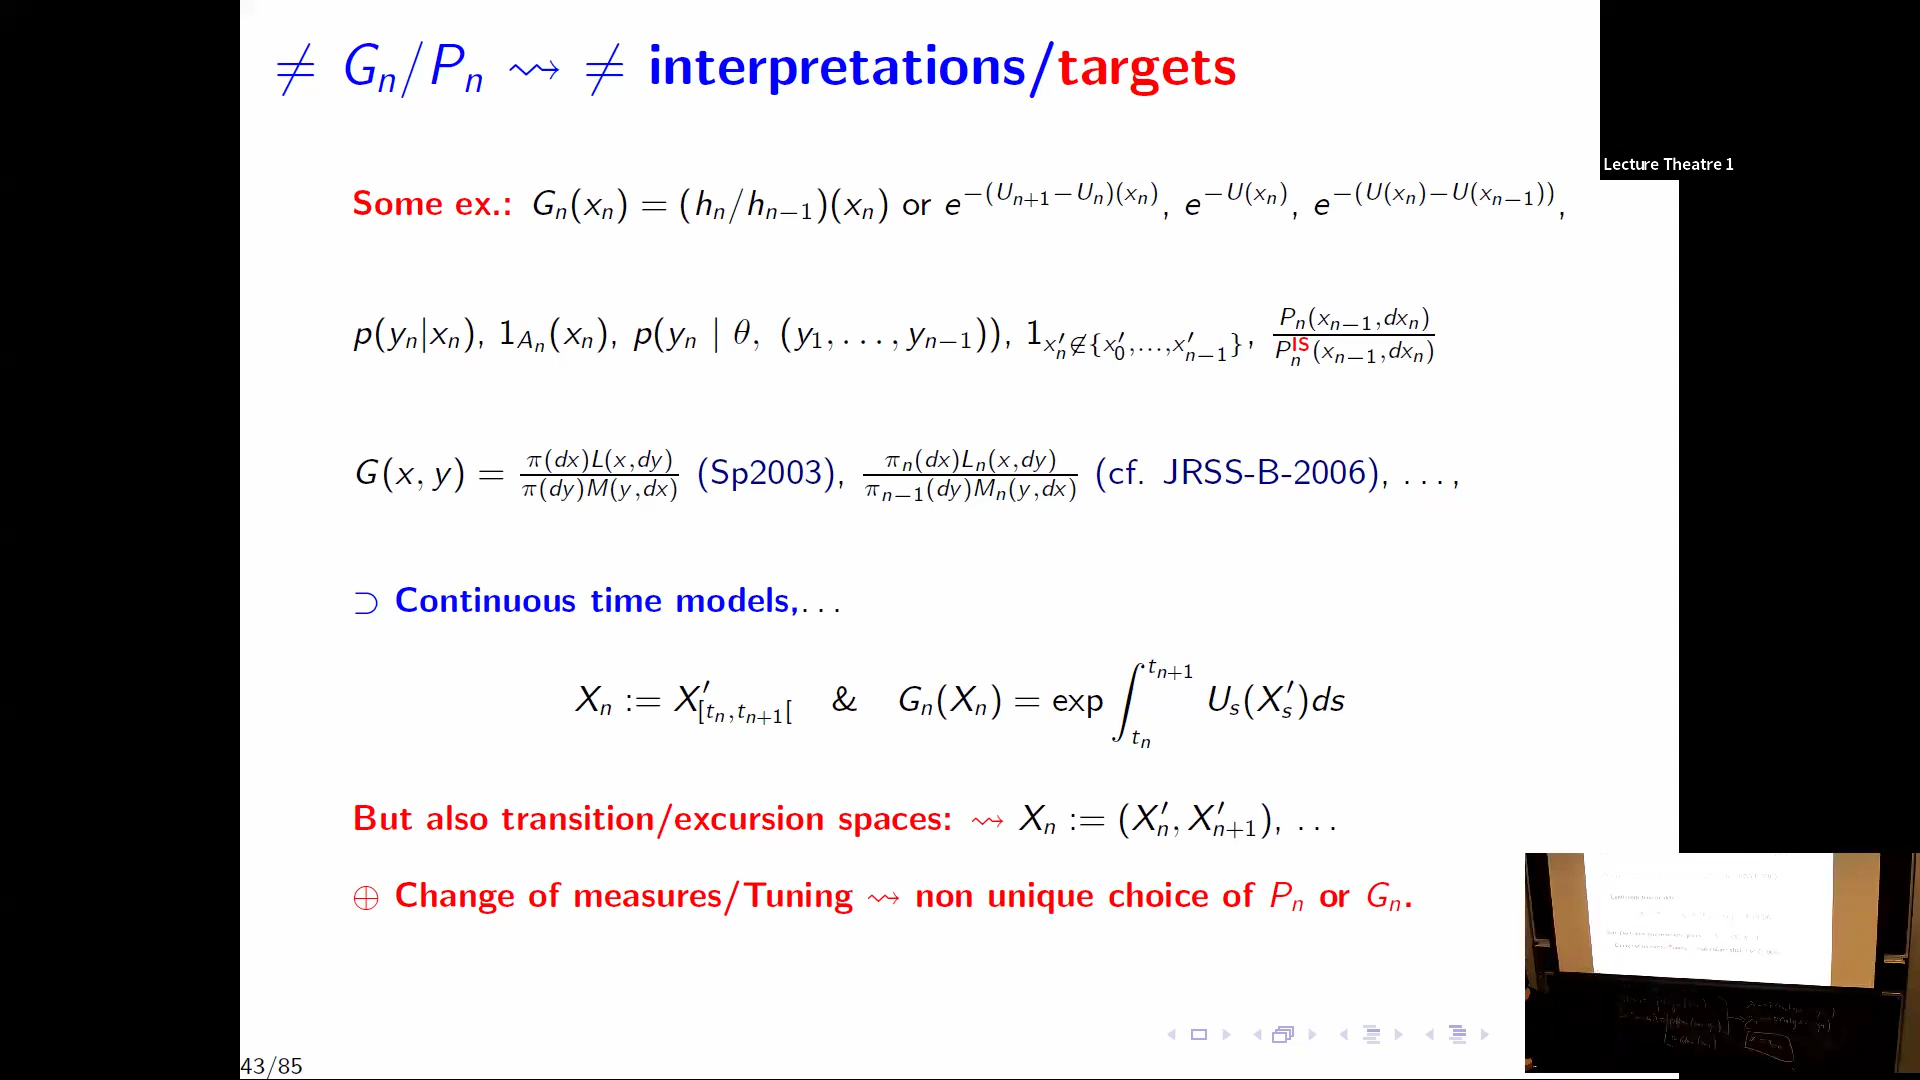 ≠ Gₙ/Pₙ ⇝ ≠ interpretations/targets
Lecture Theatre 1
Some ex.: Gₙ(xₙ) = (hₙ/hₙ₋₁)(xₙ) or e^{−(Uₙ₊₁−Uₙ)(xₙ)}, e^{−U(xₙ)}, e^{−(U(xₙ)−U(xₙ₋₁))},
p(yₙ|xₙ), 1_{Aₙ}(xₙ), p(yₙ | θ, (y₁, . . . , yₙ₋₁)), 1_{x′ₙ∉{x′₀,...,x′ₙ₋₁}}, Pₙ(xₙ₋₁,dxₙ)/Pₙ^{IS}(xₙ₋₁,dxₙ)
G(x, y) = π(dx)L(x,dy)/π(dy)M(y,dx) (Sp2003), πₙ(dx)Lₙ(x,dy)/πₙ₋₁(dy)Mₙ(y,dx) (cf. JRSS-B-2006), . . . ,
⊃ Continuous time models,. . .
Xₙ := X′_{[tₙ,tₙ₊₁[} & Gₙ(Xₙ) = exp ∫_{tₙ}^{tₙ₊₁} Uₛ(X′ₛ)ds
But also transition/excursion spaces: ⇝ Xₙ := (X′ₙ, X′ₙ₊₁), . . .
⊕ Change of measures/Tuning ⇝ non unique choice of Pₙ or Gₙ.
43/85